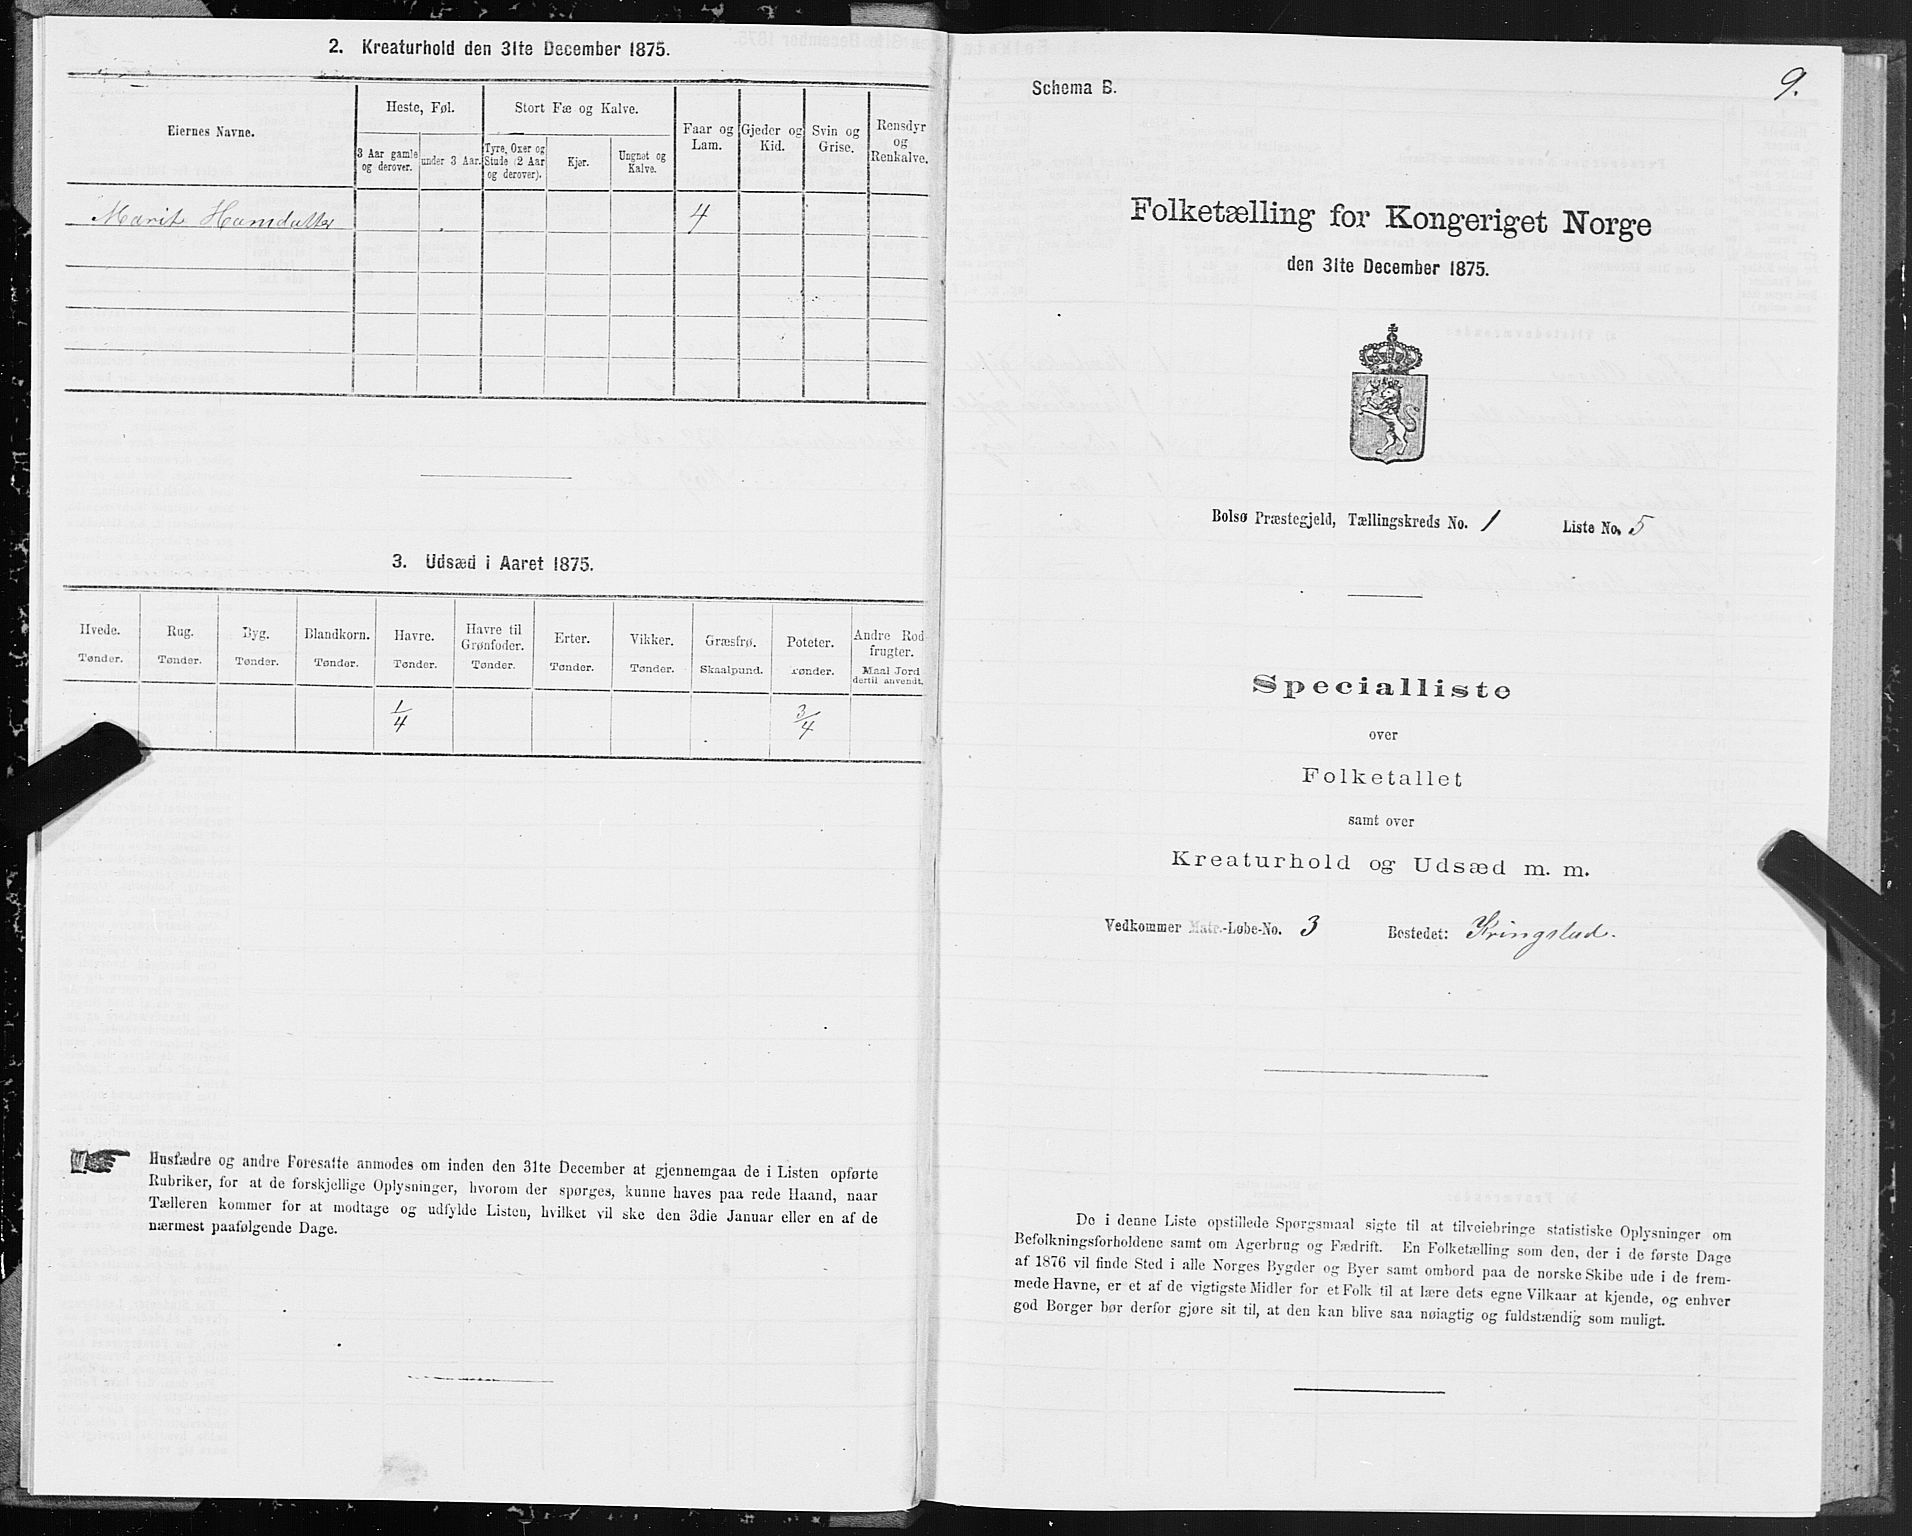 2. Kreaturhold den 31te December 1875.
Eiernes Navne.
Heste, Føl.
Stort Fæ og Kalve.
Faar og Lam.
Gjeder og Kid.
Svin og Grise.
Rensdyr og Renkalve.
3 Aar gamle og derover.
under 3 Aar.
Tyre, Oxer og Stude (2 Aar og derover).
Kjør.
Ungnøt og Kalve.
Marit 4
3. Udsæd i Aaret 1875.
Hvede. Tønder.
Rug. Tønder.
Byg. Tønder.
Blandkorn. Tønder.
Havre. Tønder.
Havre til Grønfoder. Tønder.
Erter. Tønder.
Vikker. Tønder.
Græsfrø. Skaalpund.
Poteter. Tønder.
Andre Rodfrugter. Maal Jord dertil anvendt.
1/4 3/4
Husfædre og andre Foresatte anmodes om inden den 31te December at gjennemgaa de i Listen opførte
Rubriker, for at de forskjellige Oplysninger, hvorom der spørges, kunne haves paa rede Haand, naar
Tælleren kommer for at modtage og udfylde Listen, hvilket vil ske den 3die Januar eller en af de
nærmest paafølgende Dage.
Schema B.
9.
Folketælling for Kongeriget Norge
den 31te December 1875.
Bolsø Præstegjeld, Tællingskreds No. 1 Liste No. 5
Specialliste
over
Folketallet
samt over
Kreaturhold og Udsæd m. m.
Vedkommer Matr.-Løbe-No. 3 Bostedet: Kringstad.
De i denne Liste opstillede Spørgsmaal sigte til at tilveiebringe statistiske Oplysninger om
Befolkningsforholdene samt om Agerbrug og Fædrift. En Folketælling som den, der i de første Dage
af 1876 vil finde Sted i alle Norges Bygder og Byer samt ombord paa de norske Skibe ude i de frem-
mede Havne, er et af de vigtigste Midler for et Folk til at lære dets egne Vilkaar at kjende, og enhver
god Borger bør derfor gjøre sit til, at den kan blive saa nøiagtig og fuldstændig som muligt.